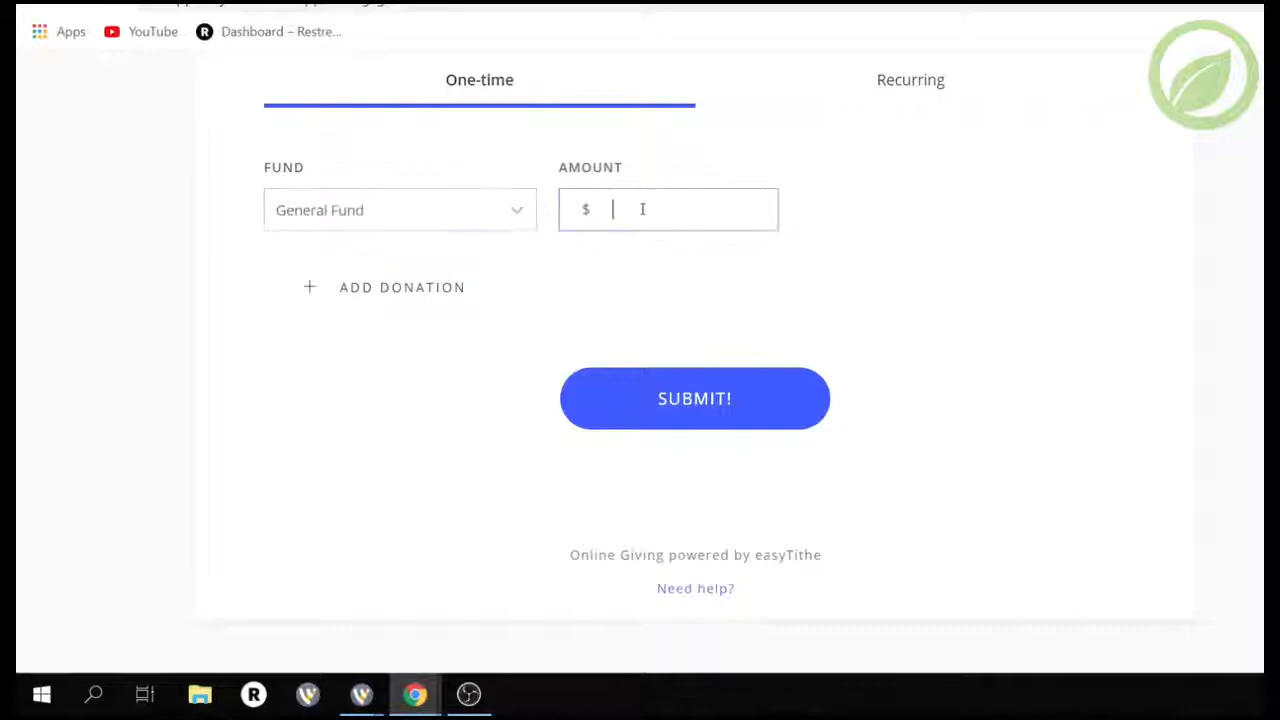 Apps YouTube Dashboard – Restre...
One-time Recurring
FUND AMOUNT
General Fund $
+ ADD DONATION
SUBMIT!
Online Giving powered by easyTithe
Need help?